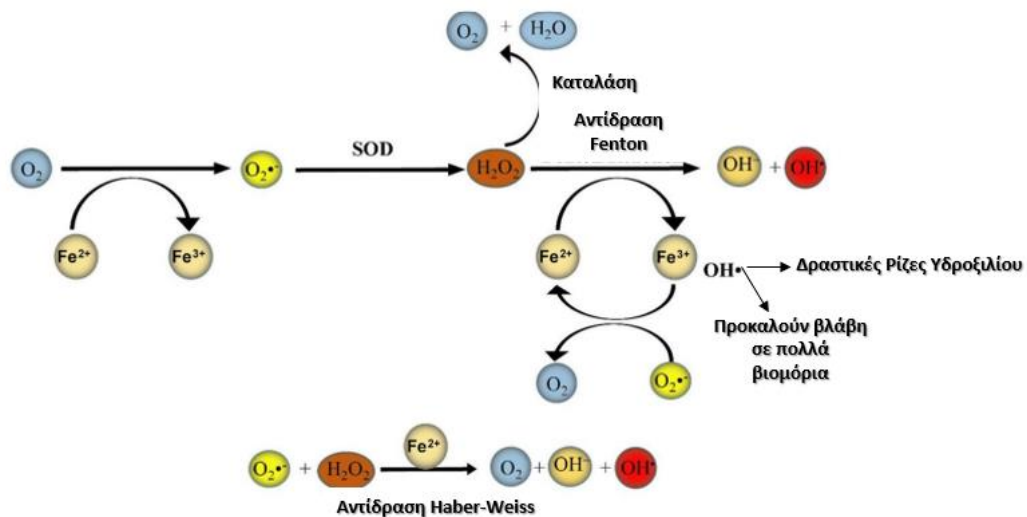 O₂ + H₂O
Καταλάση
Αντίδραση
Fenton
O₂ SOD O₂•⁻ H₂O₂ OH⁻ + OH•
Fe²⁺ Fe³⁺ Fe²⁺ Fe³⁺
OH• Δραστικές Ρίζες Υδροξιλίου
Προκαλούν βλάβη
σε πολλά
βιομόρια
O₂ O₂•⁻
Fe²⁺
O₂•⁻ + H₂O₂ O₂ + OH⁻ + OH•
Αντίδραση Haber-Weiss